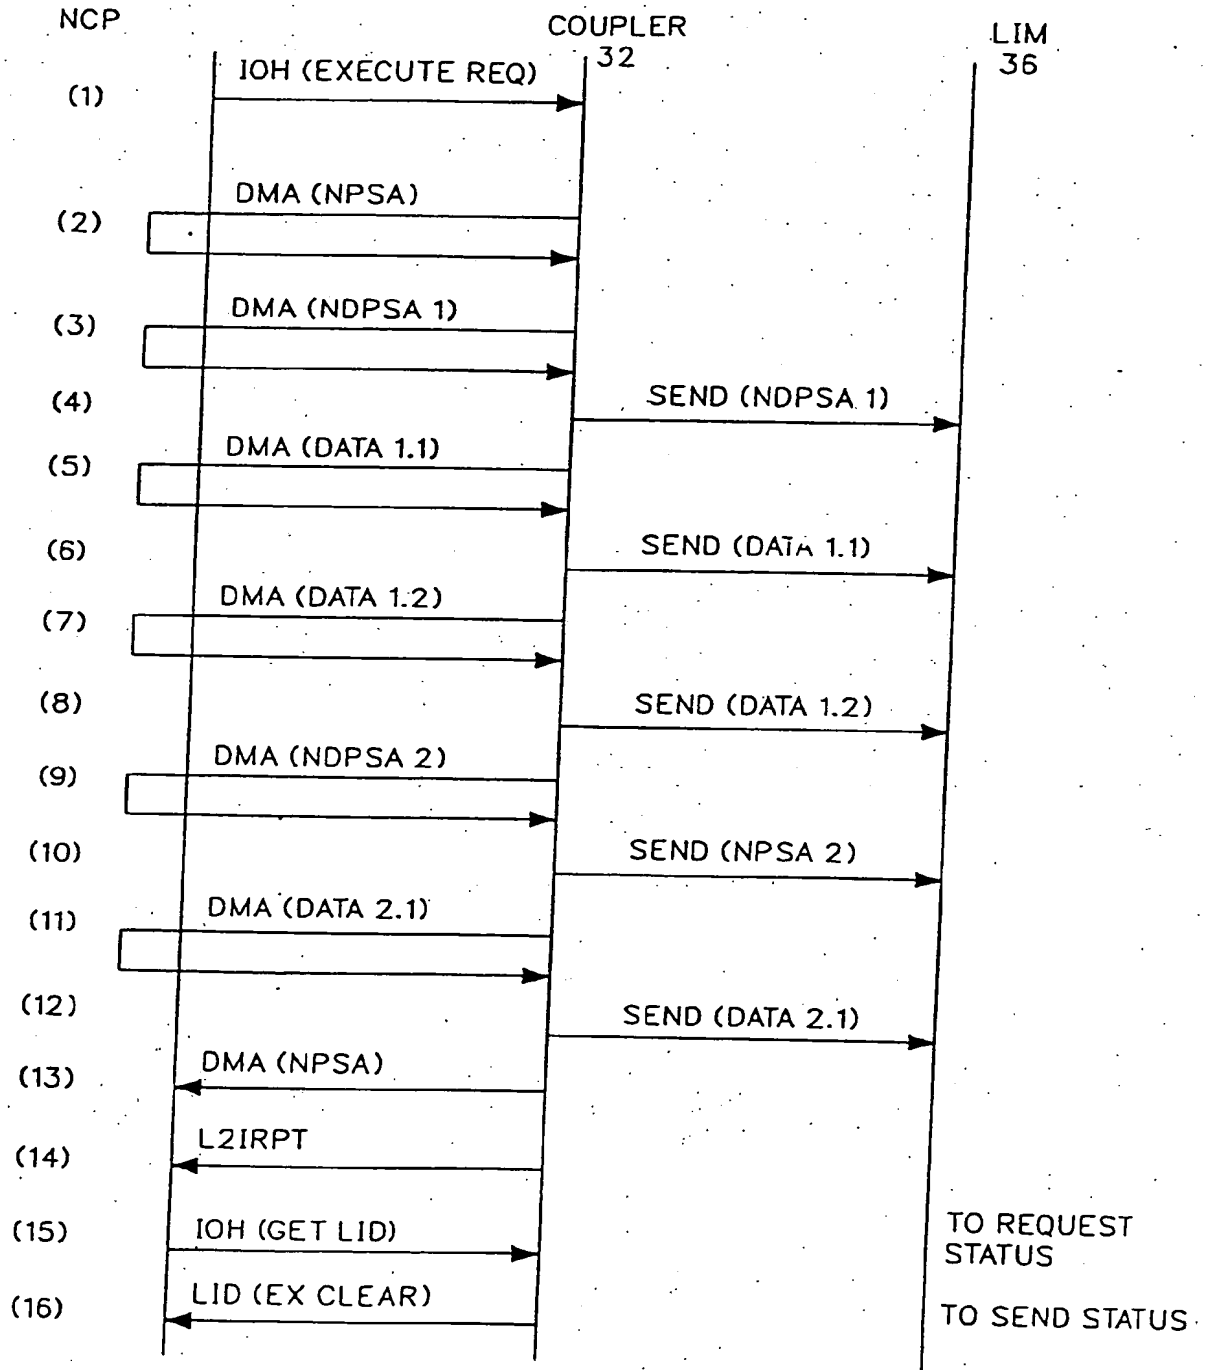 NCP
COUPLER
32
LIM
36
(1)
IOH (EXECUTE REQ)
(2)
DMA (NPSA)
(3)
DMA (NDPSA 1)
(4)
SEND (NDPSA 1)
(5)
DMA (DATA 1.1)
(6)
SEND (DATA 1.1)
(7)
DMA (DATA 1.2)
(8)
SEND (DATA 1.2)
(9)
DMA (NDPSA 2)
(10)
SEND (NPSA 2)
(11)
DMA (DATA 2.1)
(12)
SEND (DATA 2.1)
(13)
DMA (NPSA)
(14)
L2IRPT
(15)
IOH (GET LID)
TO REQUEST
STATUS
(16)
LID (EX CLEAR)
TO SEND STATUS